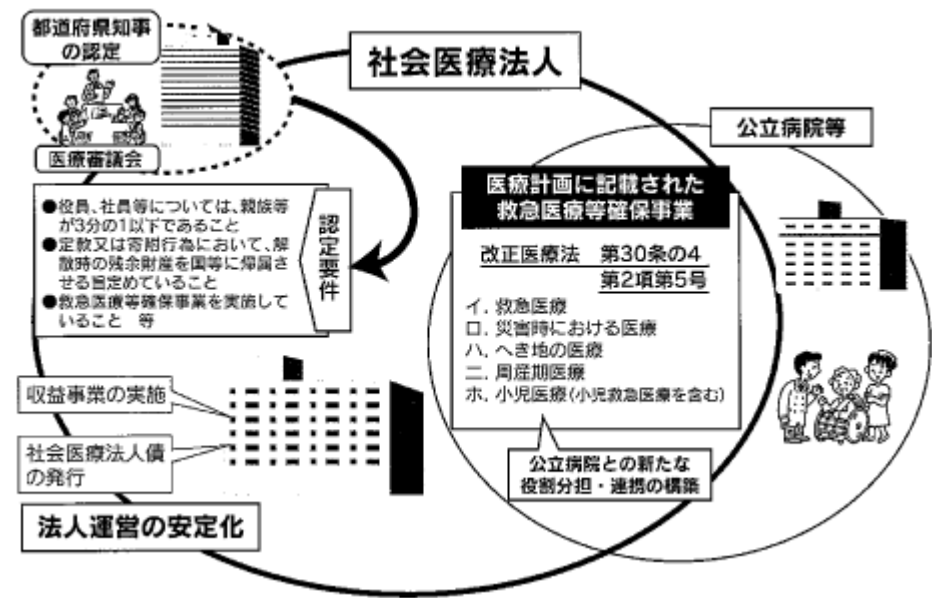 都道府県知事
の認定
医療審議会
社会医療法人
公立病院等
●役員、社員等については、親族等
が3分の1以下であること
●定款又は寄附行為において、解
散時の残余財産を国等に帰属さ
せる旨定めていること
●救急医療等確保事業を実施して
いること 等
認定要件
医療計画に記載された
救急医療等確保事業
改正医療法 第30条の4
第2項第5号
イ. 救急医療
ロ. 災害時における医療
ハ. へき地の医療
ニ. 周産期医療
ホ. 小児医療(小児救急医療を含む)
収益事業の実施
社会医療法人債
の発行
公立病院との新たな
役割分担・連携の構築
法人運営の安定化